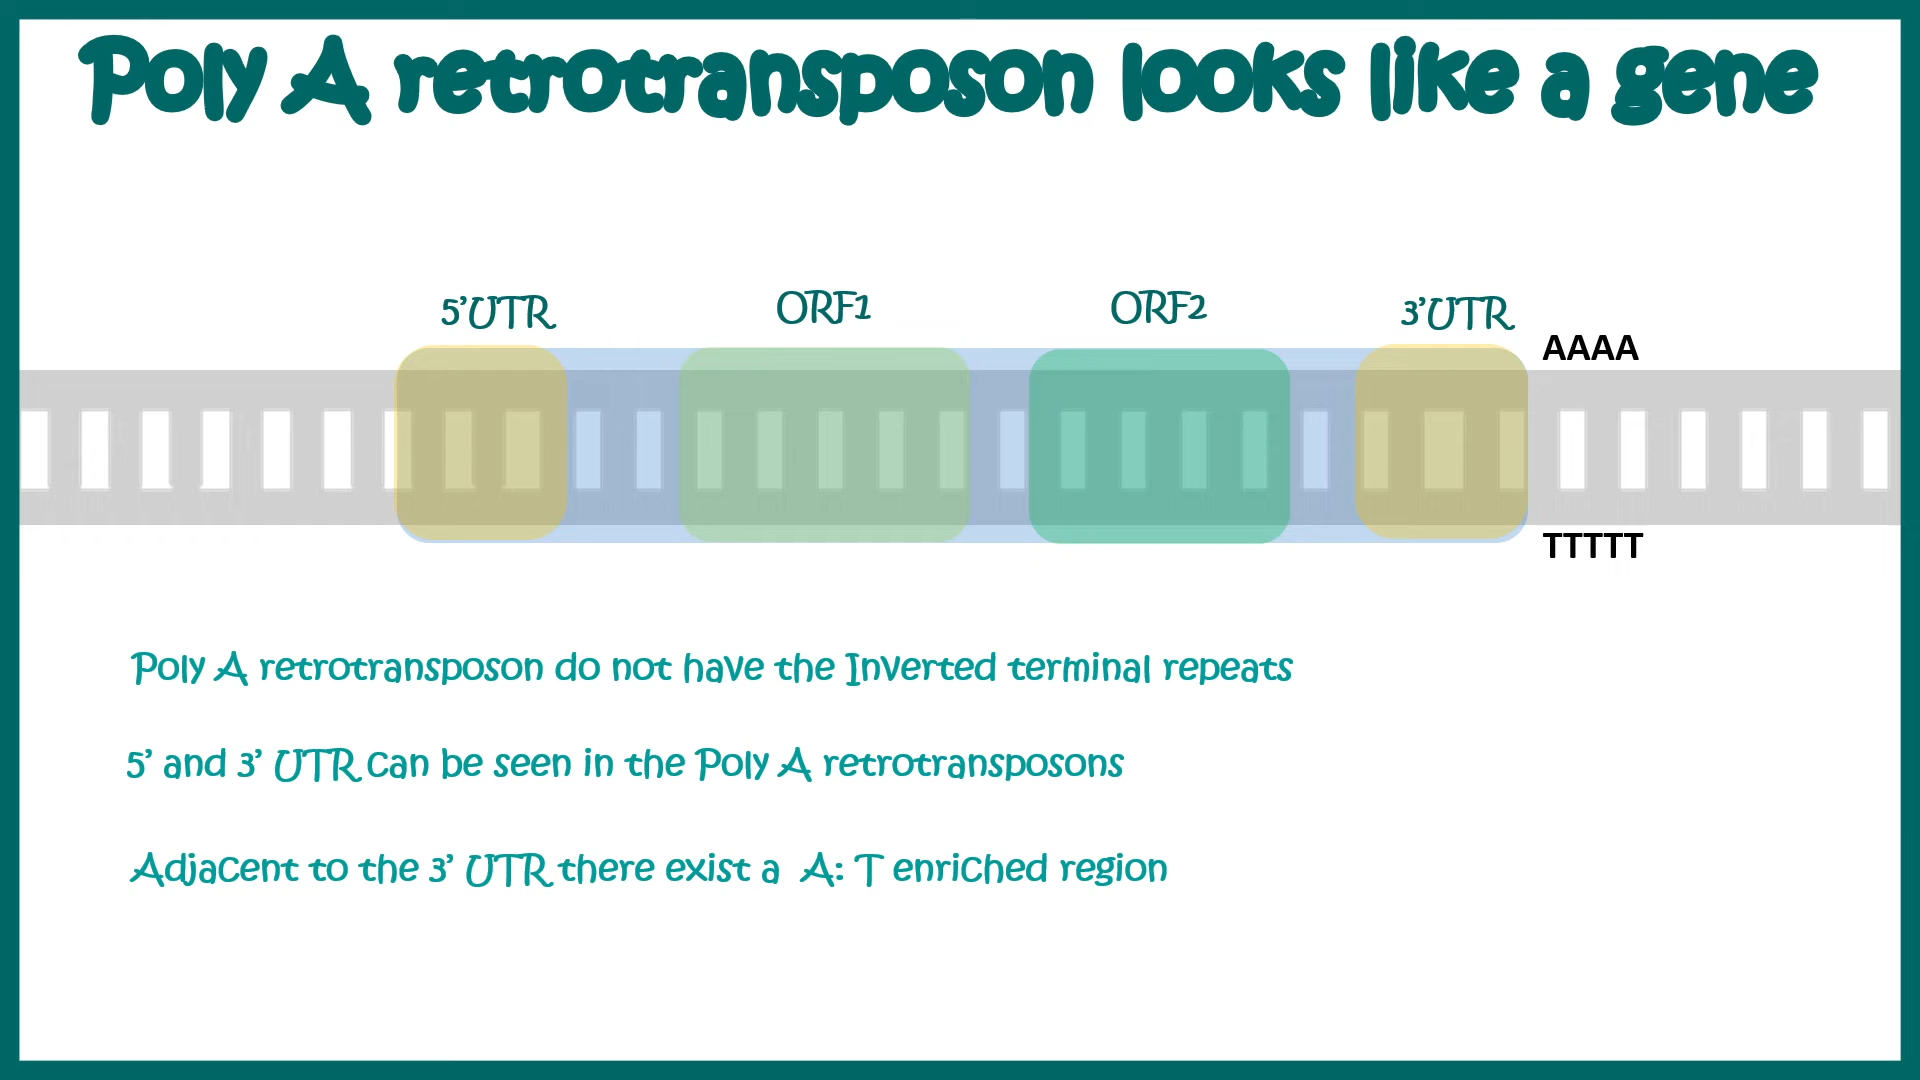 Poly A retrotransposon looks like a gene
5’UTR ORF1 ORF2 3’UTR
AAAA
TTTTT
Poly A retrotransposon do not have the Inverted terminal repeats
5’ and 3’ UTR can be seen in the Poly A retrotransposons
Adjacent to the 3’ UTR there exist a A: T enriched region